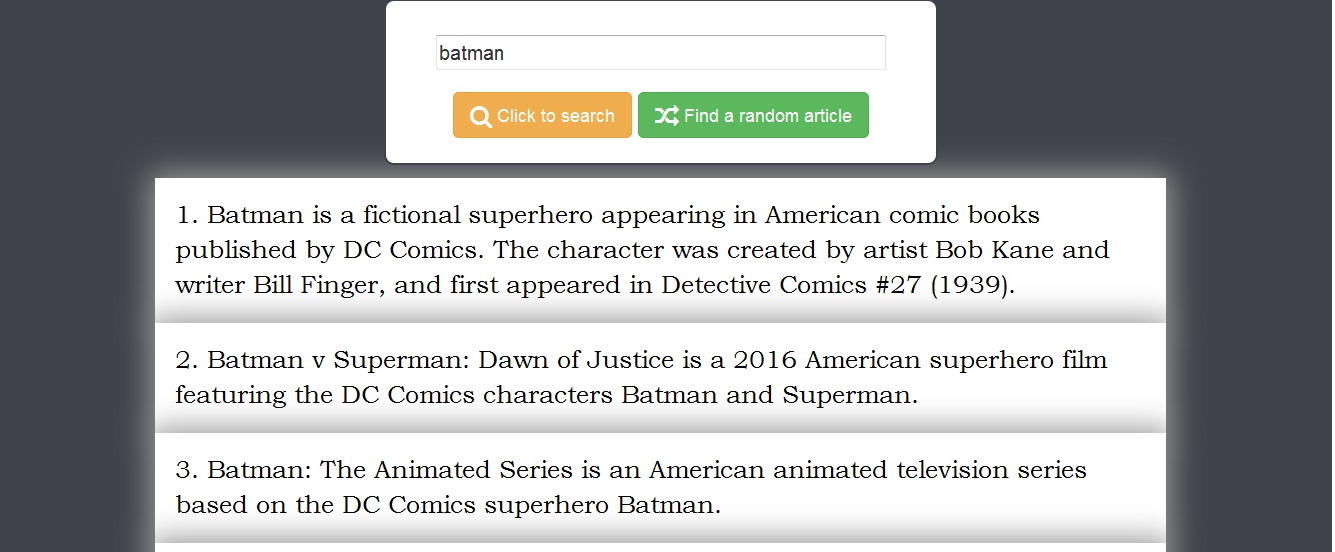 batman
Click to search
Find a random article
1. Batman is a fictional superhero appearing in American comic books
published by DC Comics. The character was created by artist Bob Kane and
writer Bill Finger, and first appeared in Detective Comics #27 (1939).
2. Batman v Superman: Dawn of Justice is a 2016 American superhero film
featuring the DC Comics characters Batman and Superman.
3. Batman: The Animated Series is an American animated television series
based on the DC Comics superhero Batman.